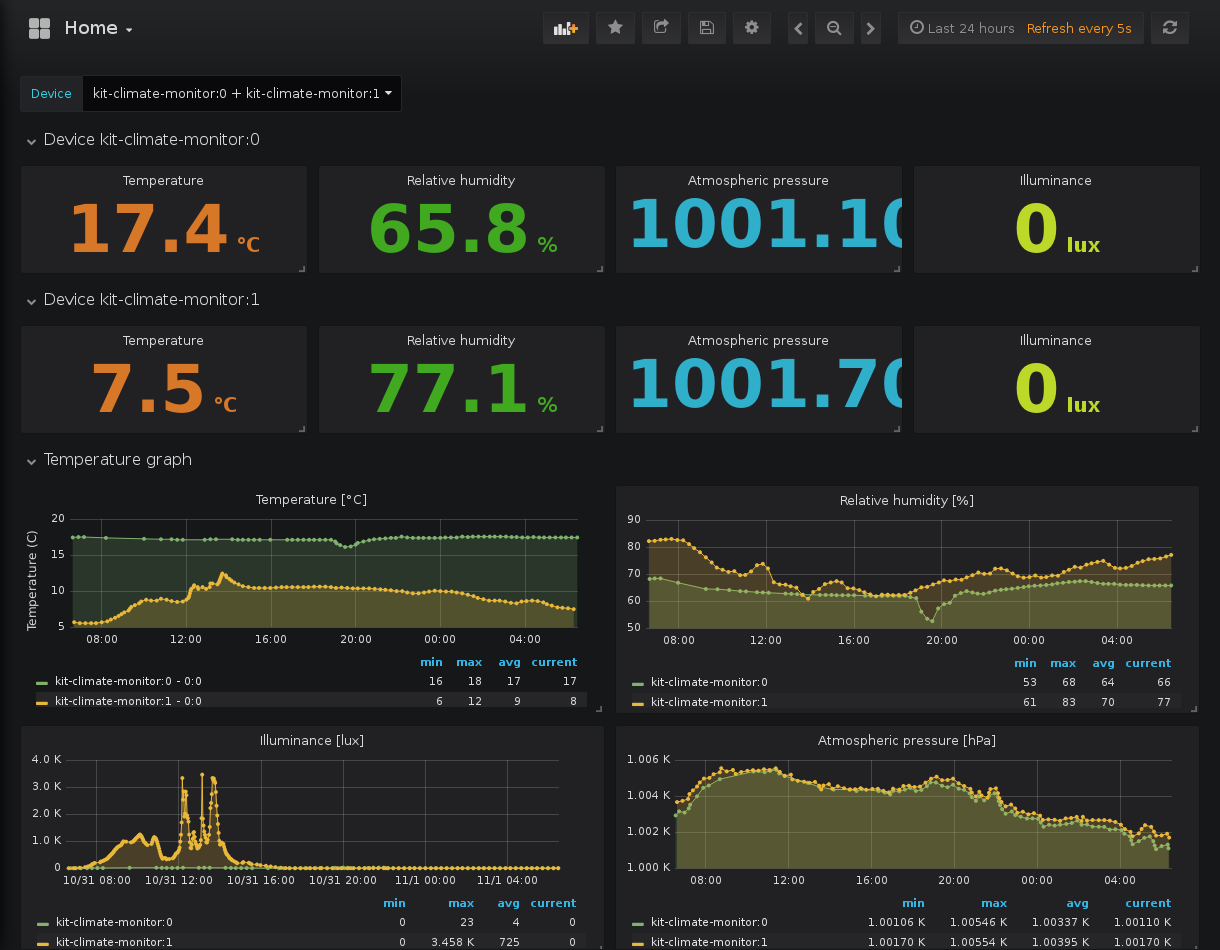 Home
Last 24 hours Refresh every 5s
Device kit-climate-monitor:0 + kit-climate-monitor:1
Device kit-climate-monitor:0
Temperature Relative humidity Atmospheric pressure Illuminance
17.4 °C 65.8 % 1001.10 0 lux
Device kit-climate-monitor:1
Temperature Relative humidity Atmospheric pressure Illuminance
7.5 °C 77.1 % 1001.70 0 lux
Temperature graph
Temperature [°C]
Temperature (C)
20
15
10
5
08:00 12:00 16:00 20:00 00:00 04:00
min max avg current
kit-climate-monitor:0 - 0:0 16 18 17 17
kit-climate-monitor:1 - 0:0 6 12 9 8
Relative humidity [%]
90
80
70
60
50
08:00 12:00 16:00 20:00 00:00 04:00
min max avg current
kit-climate-monitor:0 53 68 64 66
kit-climate-monitor:1 61 83 70 77
Illuminance [lux]
4.0 K
3.0 K
2.0 K
1.0 K
0
10/31 08:00 10/31 12:00 10/31 16:00 10/31 20:00 11/1 00:00 11/1 04:00
min max avg current
kit-climate-monitor:0 0 23 4 0
kit-climate-monitor:1 0 3.458 K 725 0
Atmospheric pressure [hPa]
1.006 K
1.004 K
1.002 K
1.000 K
08:00 12:00 16:00 20:00 00:00 04:00
min max avg current
kit-climate-monitor:0 1.00106 K 1.00546 K 1.00337 K 1.00110 K
kit-climate-monitor:1 1.00170 K 1.00554 K 1.00395 K 1.00170 K